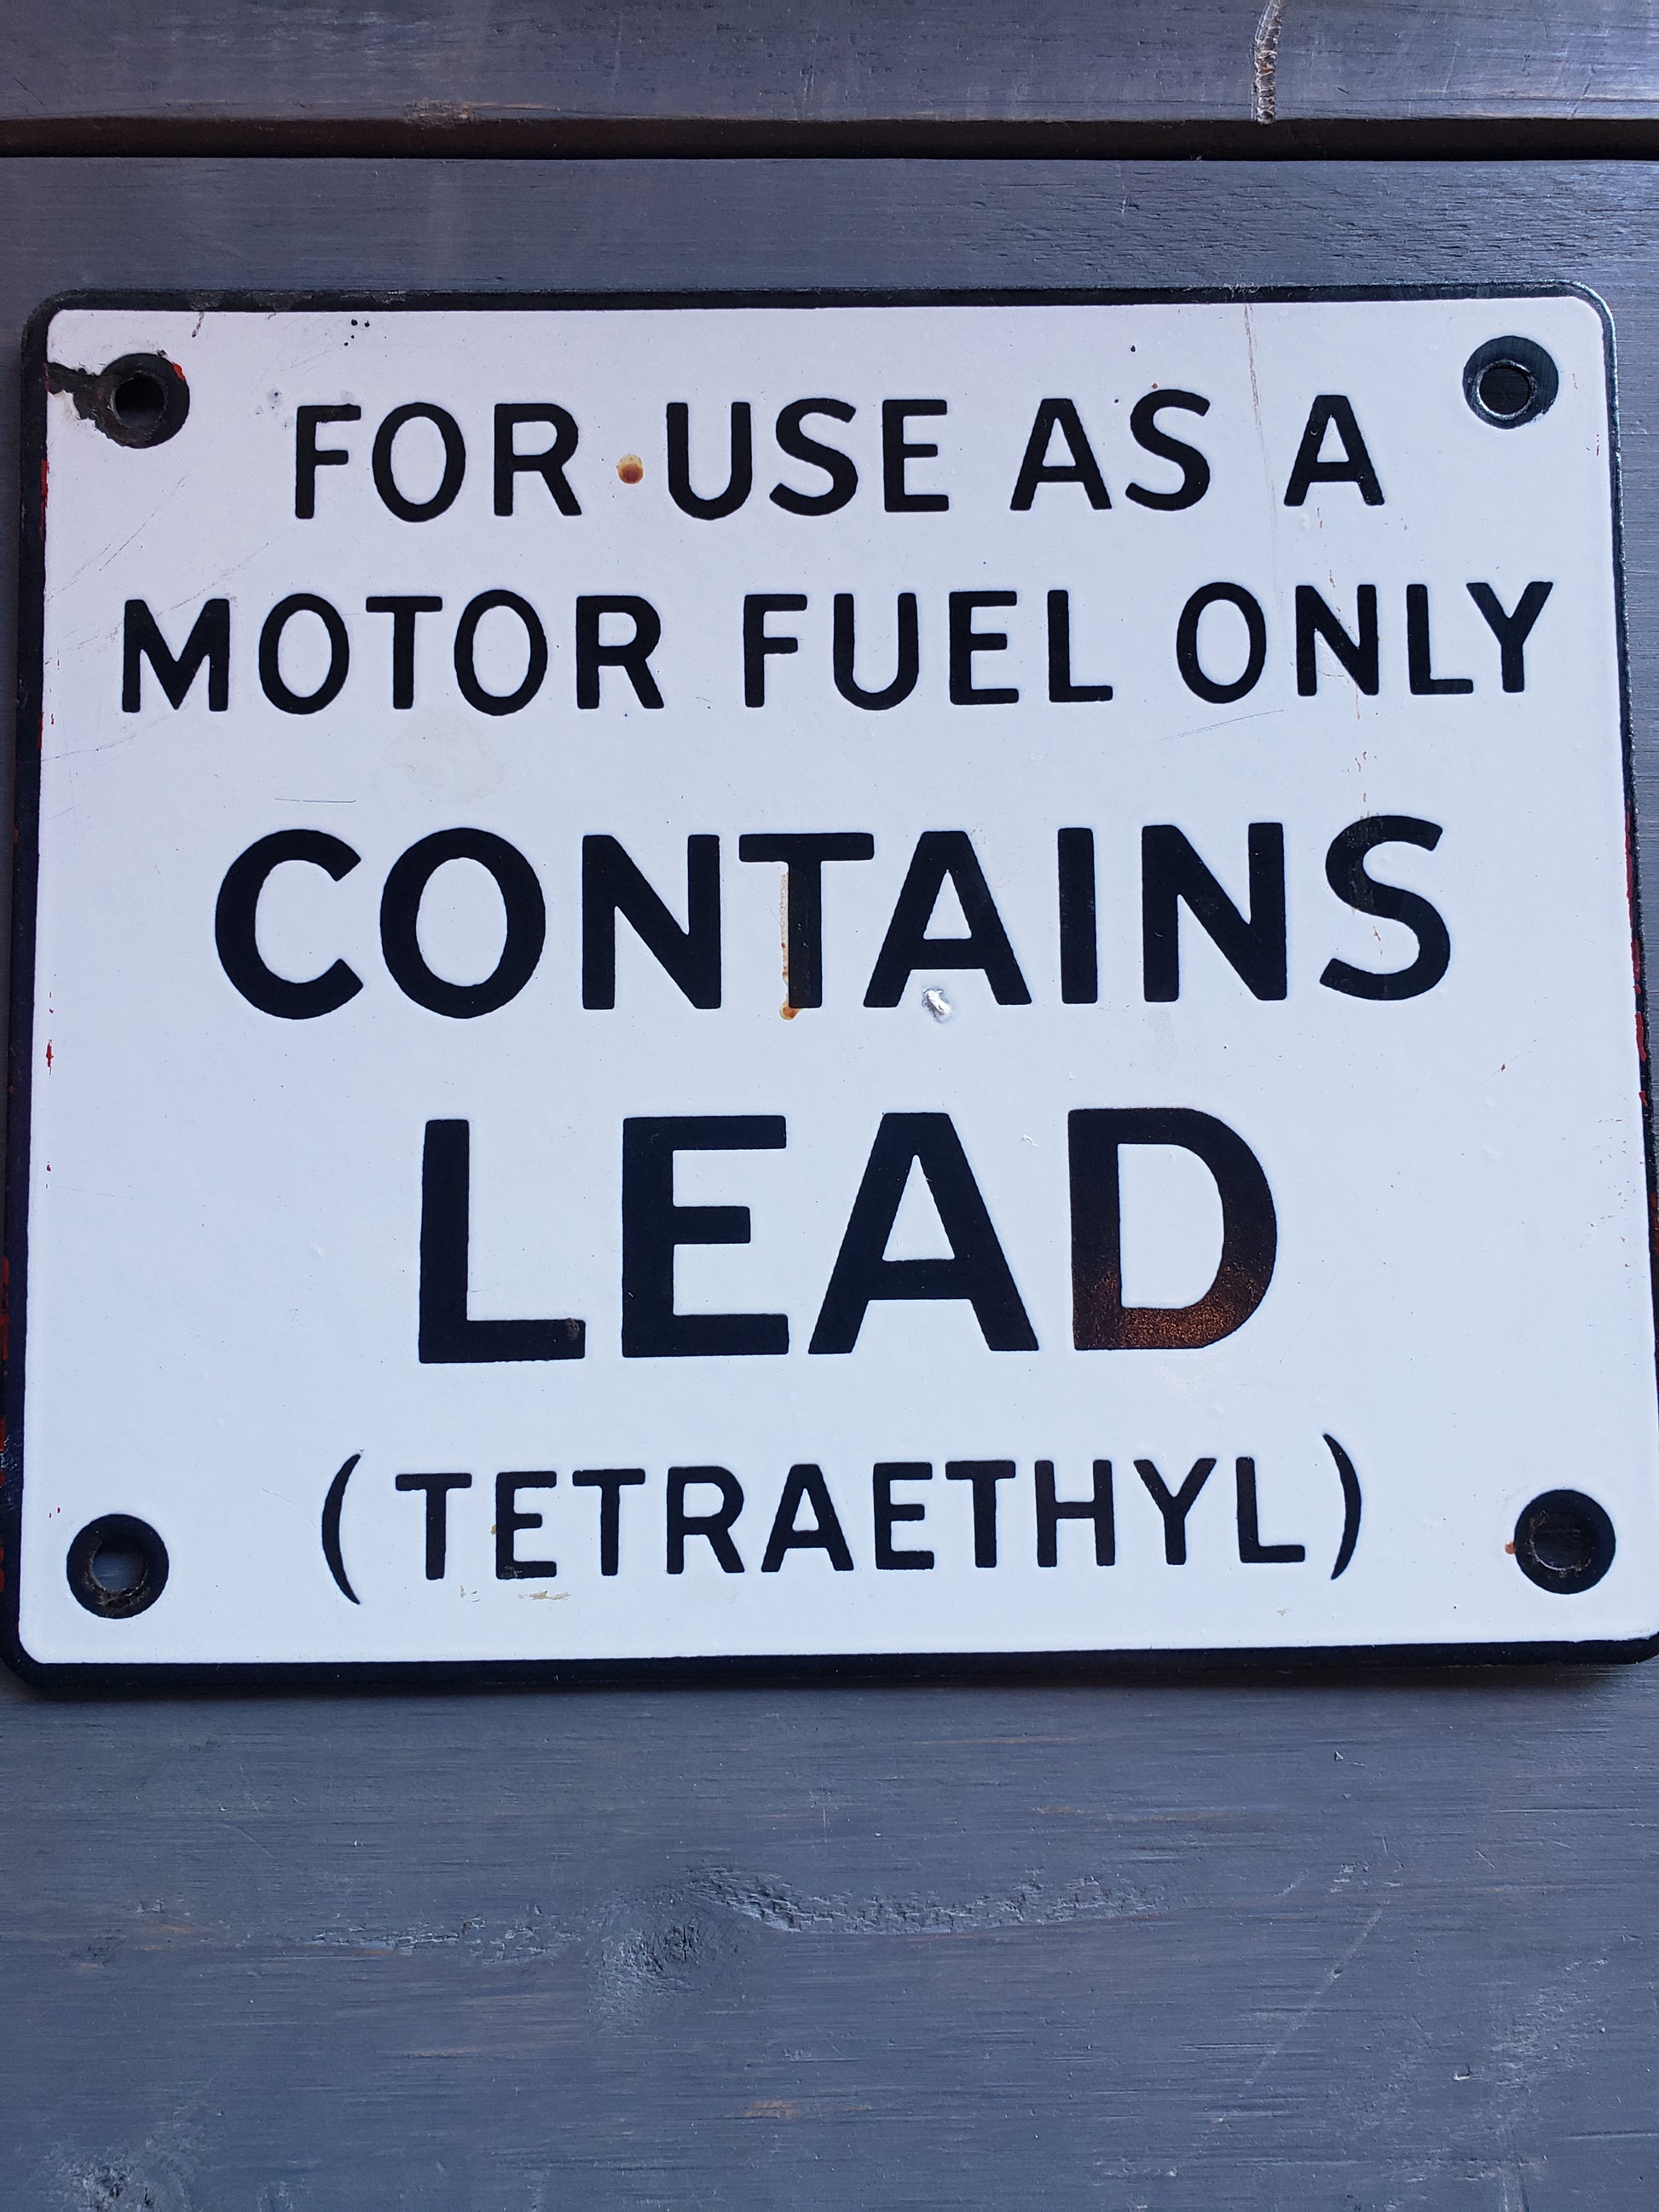 FOR USE AS A
MOTOR FUEL ONLY
CONTAINS
LEAD
(TETRAETHYL)